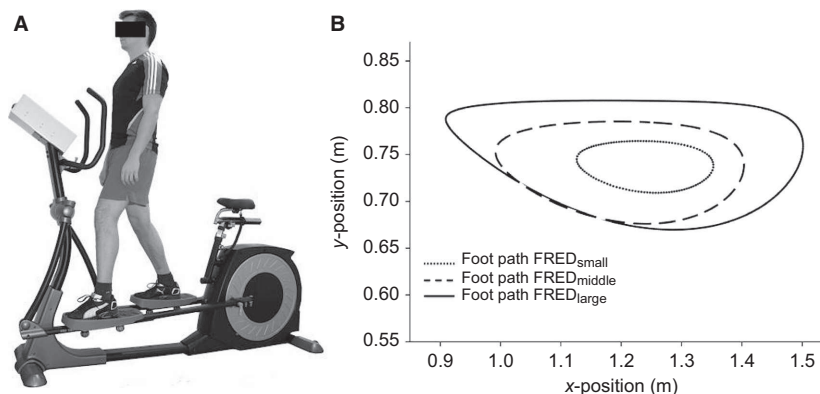 A
B
0.85
0.80
0.75
0.70
0.65
0.60
0.55
y-position (m)
Foot path FREDsmall
Foot path FREDmiddle
Foot path FREDlarge
0.9 1.0 1.1 1.2 1.3 1.4 1.5
x-position (m)